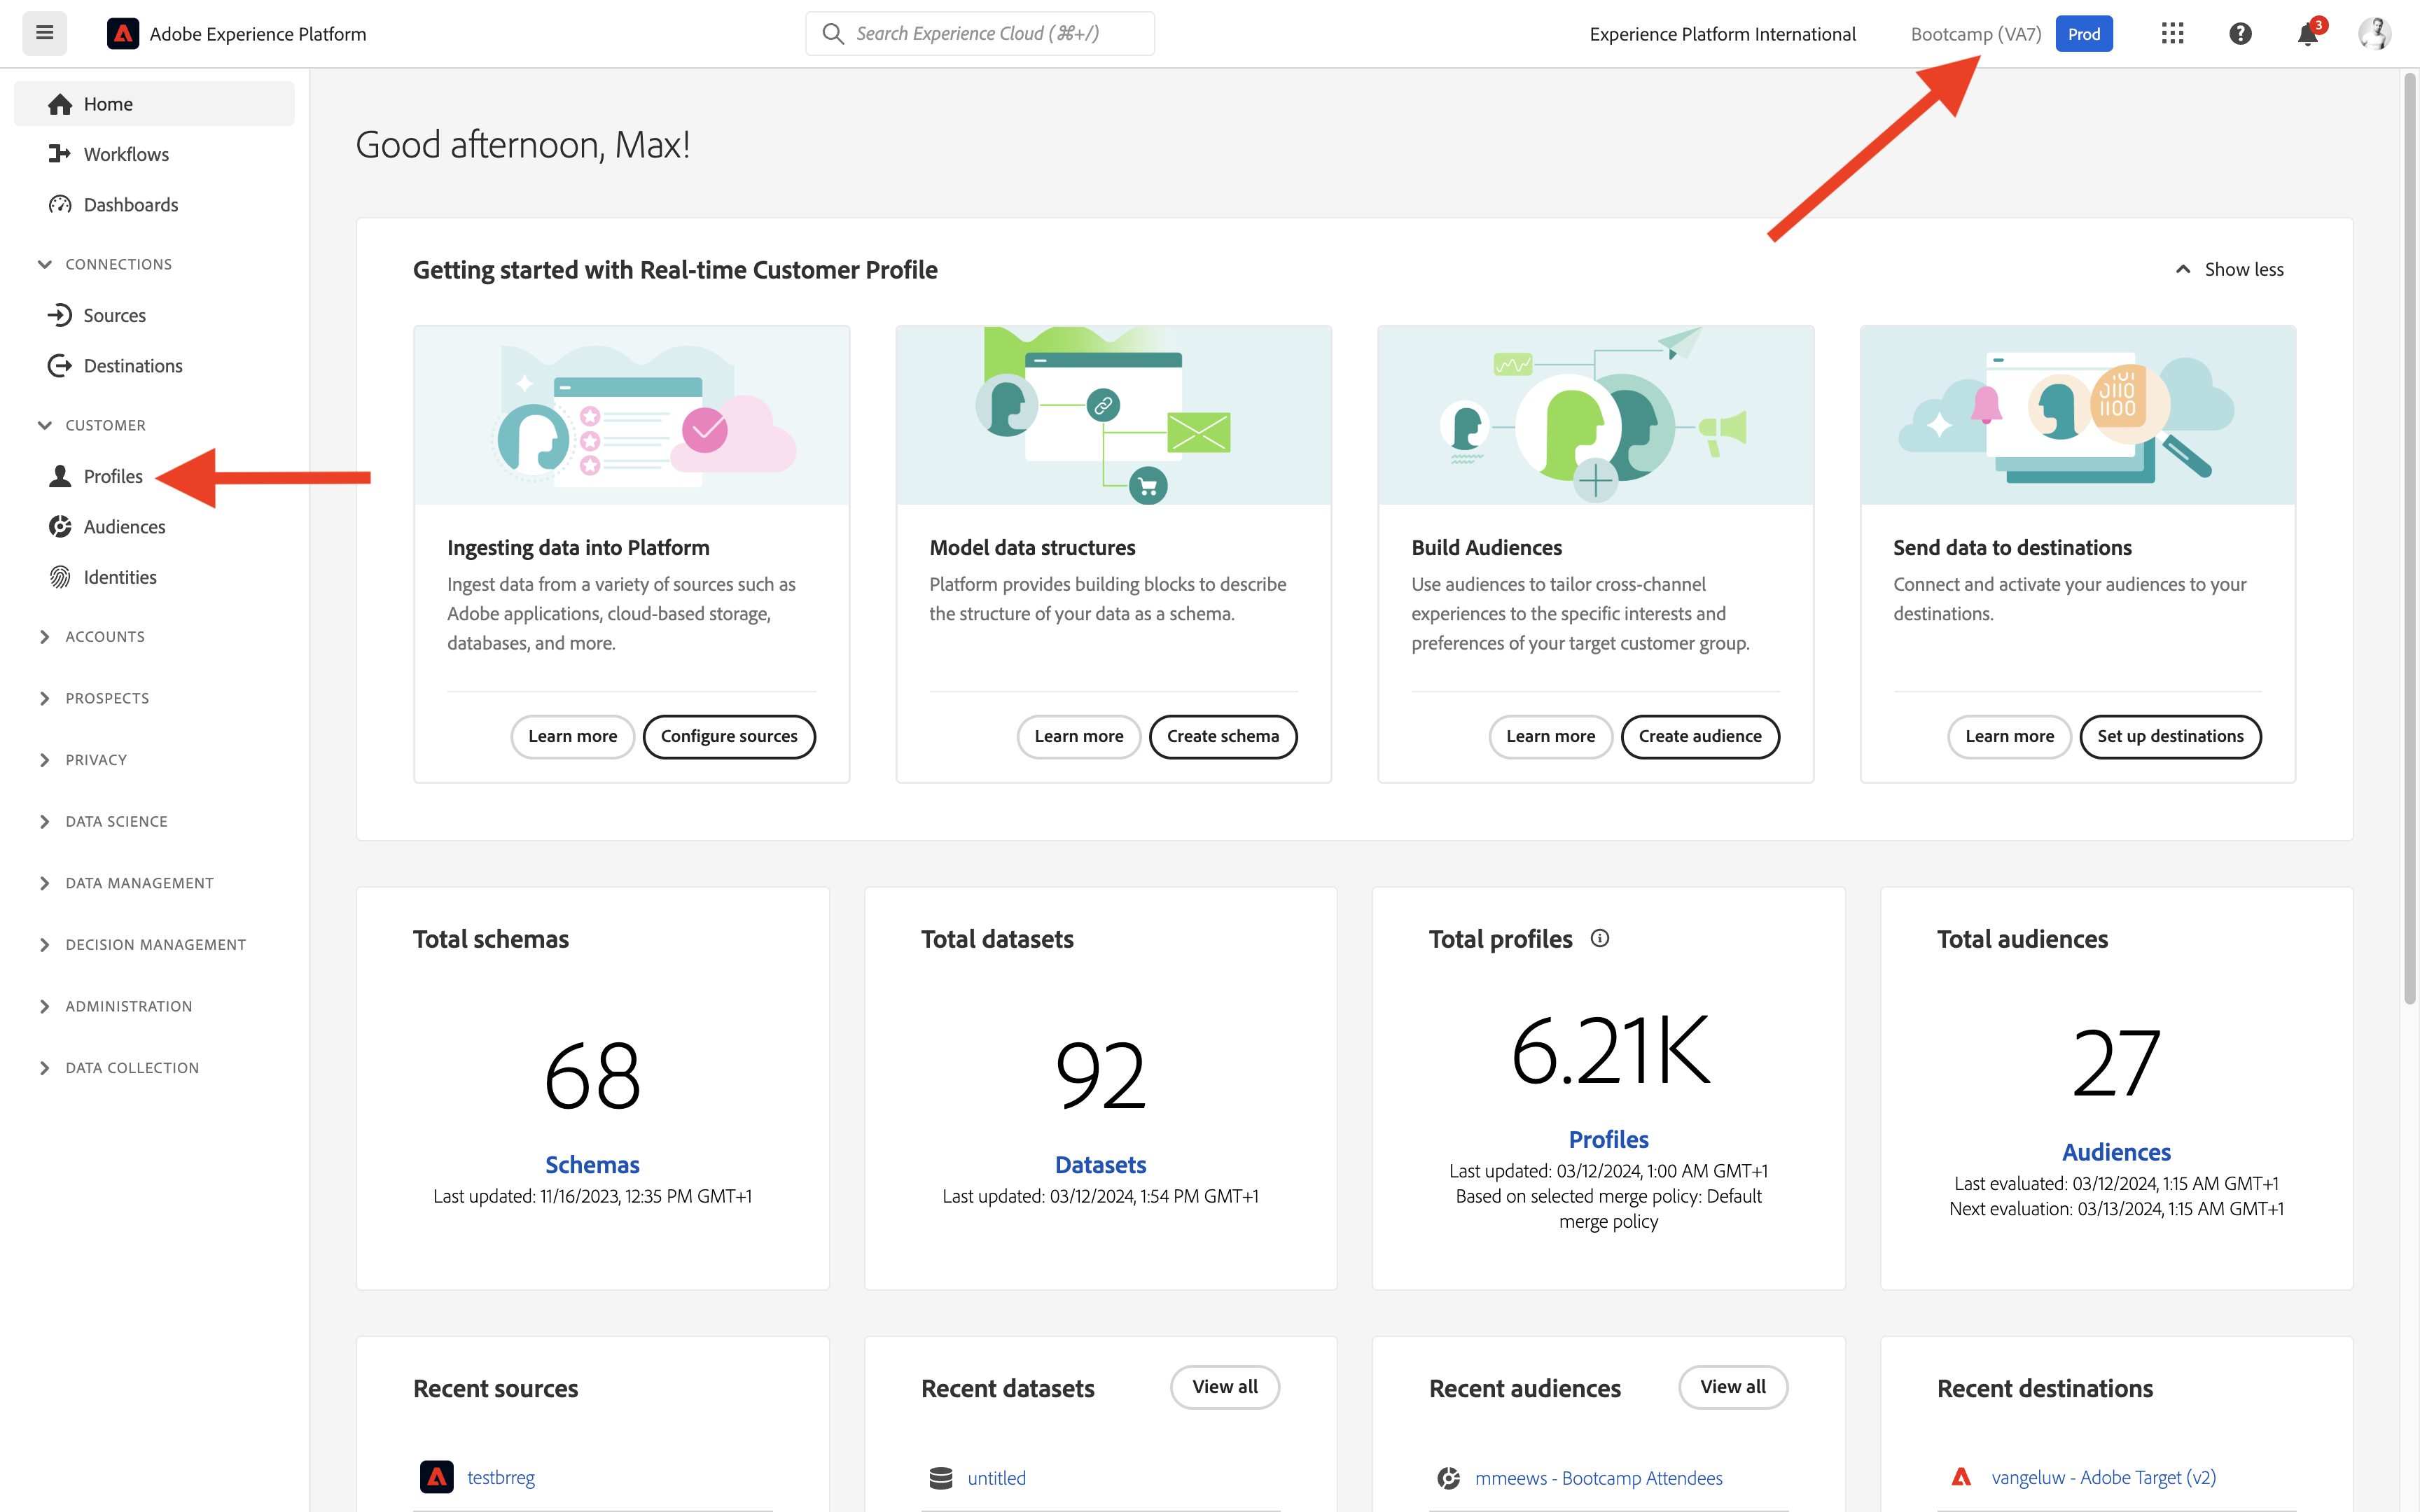 Adobe Experience Platform
Search Experience Cloud (⌘+/)
Experience Platform International
Bootcamp (VA7)
Prod
3
Home
Workflows
Dashboards
CONNECTIONS
Sources
Destinations
CUSTOMER
Profiles
Audiences
Identities
ACCOUNTS
PROSPECTS
PRIVACY
DATA SCIENCE
DATA MANAGEMENT
DECISION MANAGEMENT
ADMINISTRATION
DATA COLLECTION
Good afternoon, Max!
Getting started with Real-time Customer Profile
Show less
Ingesting data into Platform
Ingest data from a variety of sources such as
Adobe applications, cloud-based storage,
databases, and more.
Learn more
Configure sources
Model data structures
Platform provides building blocks to describe
the structure of your data as a schema.
Learn more
Create schema
Build Audiences
Use audiences to tailor cross-channel
experiences to the specific interests and
preferences of your target customer group.
Learn more
Create audience
Send data to destinations
Connect and activate your audiences to your
destinations.
Learn more
Set up destinations
Total schemas
68
Schemas
Last updated: 11/16/2023, 12:35 PM GMT+1
Total datasets
92
Datasets
Last updated: 03/12/2024, 1:54 PM GMT+1
Total profiles
6.21K
Profiles
Last updated: 03/12/2024, 1:00 AM GMT+1
Based on selected merge policy: Default
merge policy
Total audiences
27
Audiences
Last evaluated: 03/12/2024, 1:15 AM GMT+1
Next evaluation: 03/13/2024, 1:15 AM GMT+1
Recent sources
testbrreg
Recent datasets
View all
untitled
Recent audiences
View all
mmeews - Bootcamp Attendees
Recent destinations
vangeluw - Adobe Target (v2)